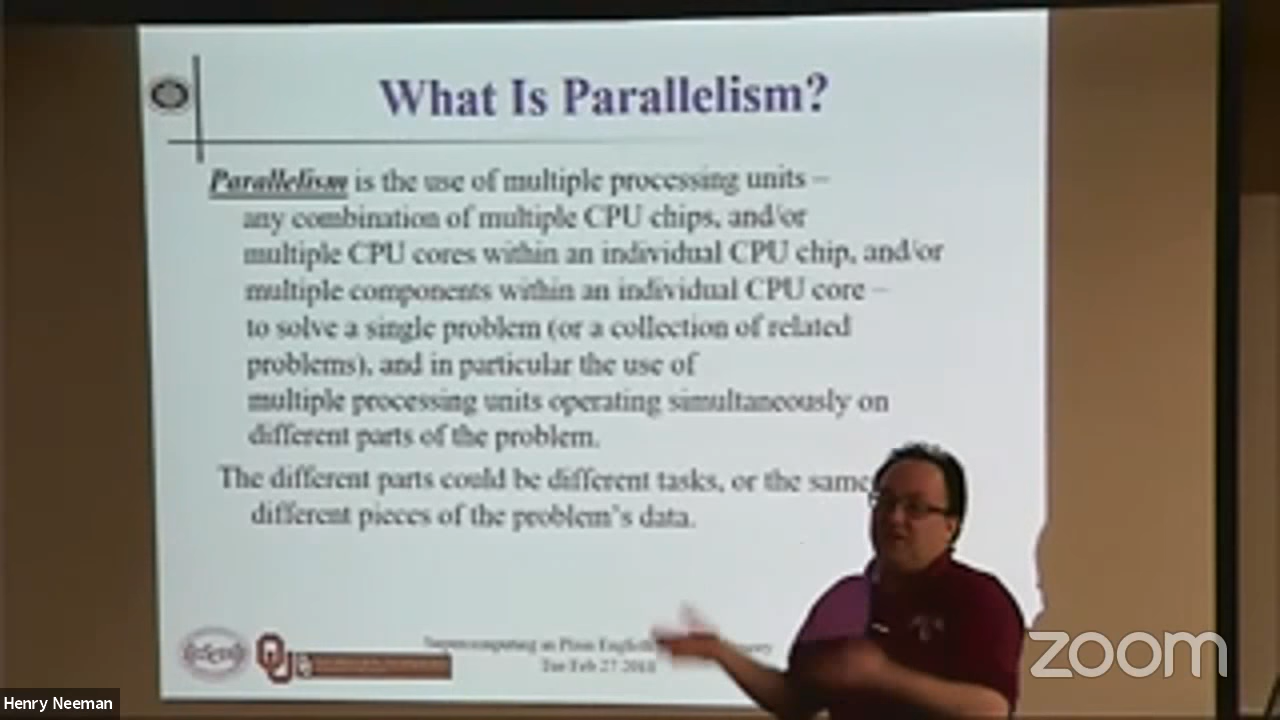 What Is Parallelism?
Parallelism is the use of multiple processing units –
any combination of multiple CPU chips, and/or
multiple CPU cores within an individual CPU chip, and/or
multiple components within an individual CPU core –
to solve a single problem (or a collection of related
problems), and in particular the use of
multiple processing units operating simultaneously on
different parts of the problem.
The different parts could be different tasks, or the same
different pieces of the problem's data.
Supercomputing in Plain English
Tue Feb 27 2018
OU
zoom
Henry Neeman